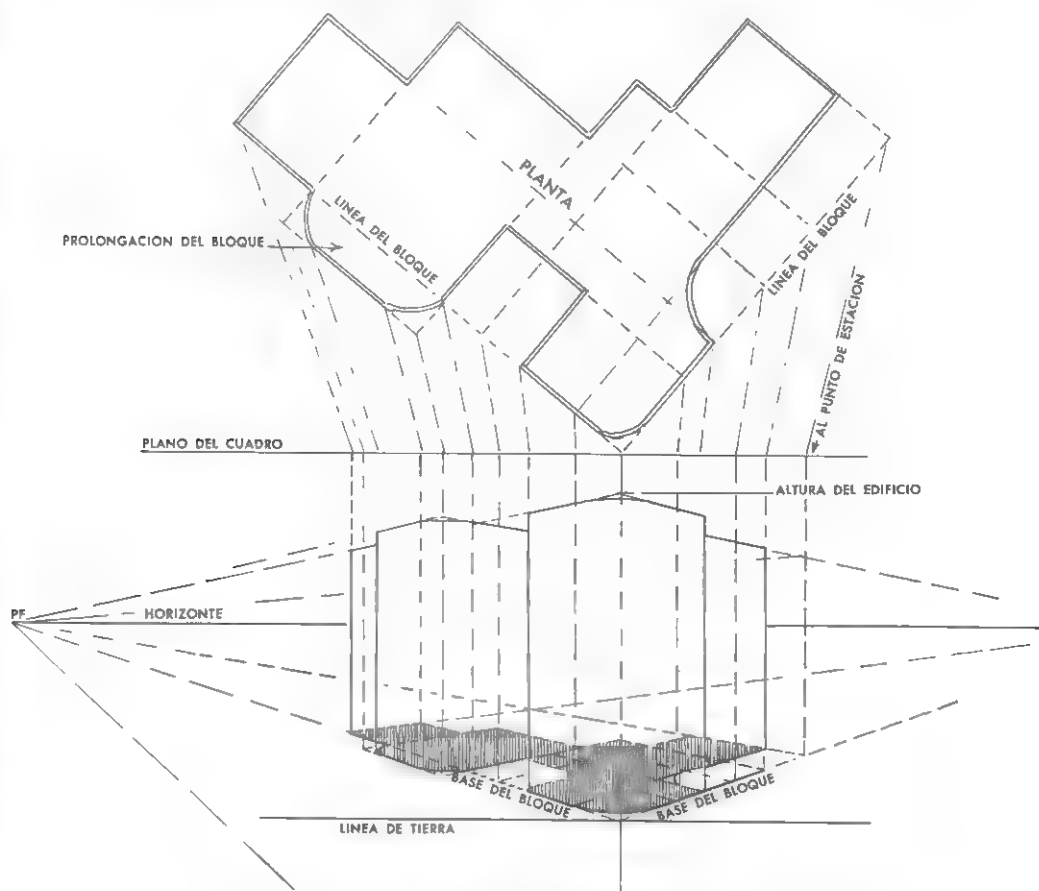 PLANTA
LINEA DEL BLOQUE
PROLONGACION DEL BLOQUE
LINEA DEL BLOQUE
AL PUNTO DE ESTACION
PLANO DEL CUADRO
ALTURA DEL EDIFICIO
PF
HORIZONTE
BASE DEL BLOQUE
BASE DEL BLOQUE
LINEA DE TIERRA